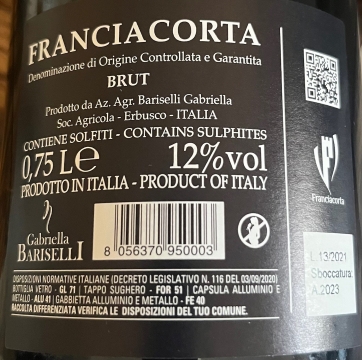 FRANCIACORTA
Denominazione di Origine Controllata e Garantita
BRUT
Prodotto da Az. Agr. Bariselli Gabriella
Soc. Agricola - Erbusco - ITALIA
CONTIENE SOLFITI - CONTAINS SULPHITES
0,75 L℮ 12%vol
PRODOTTO IN ITALIA - PRODUCT OF ITALY
Gabriella
BARISELLI
8 056370 950003
DISPOSIZIONI NORMATIVE ITALIANE (DECRETO LEGISLATIVO N. 116 DEL 03/09/2020)
BOTTIGLIA VETRO - GL 71 | TAPPO SUGHERO - FOR 51 | CAPSULA ALLUMINIO E
METALLO - ALU 41 | GABBIETTA ALLUMINIO E METALLO - FE 40
RACCOLTA DIFFERENZIATA VERIFICA LE DISPOSIZIONI DEL TUO COMUNE.
Franciacorta
L.13/2021
Sboccatura:
A.2023